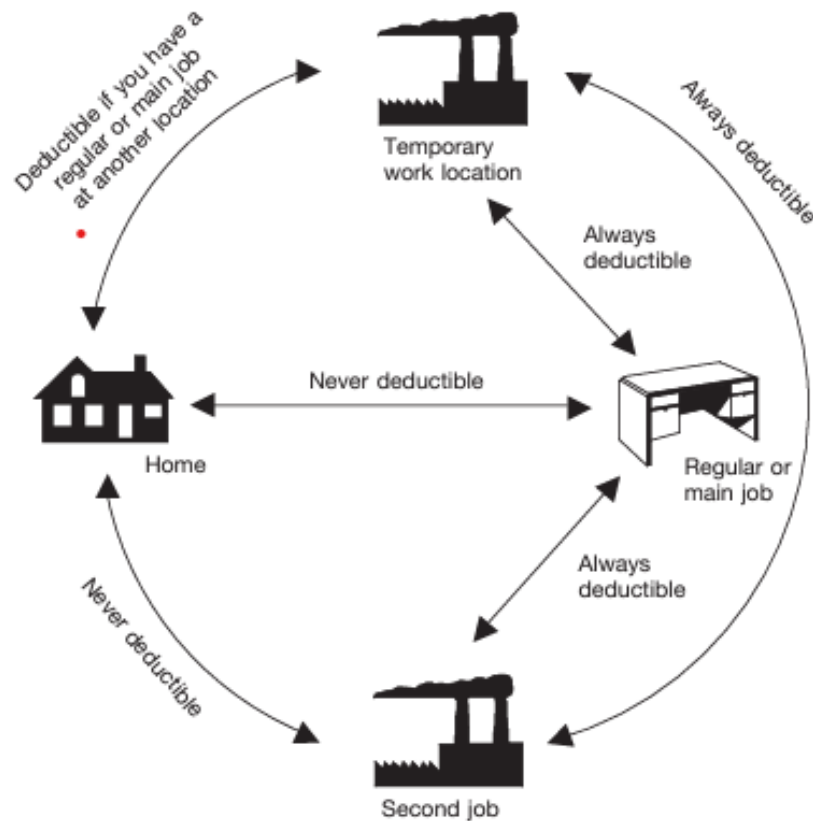 Deductible if you have a
regular or main job
at another location
Always deductible
Temporary
work location
Always
deductible
Never deductible
Home
Regular or
main job
Always
deductible
Never deductible
Second job